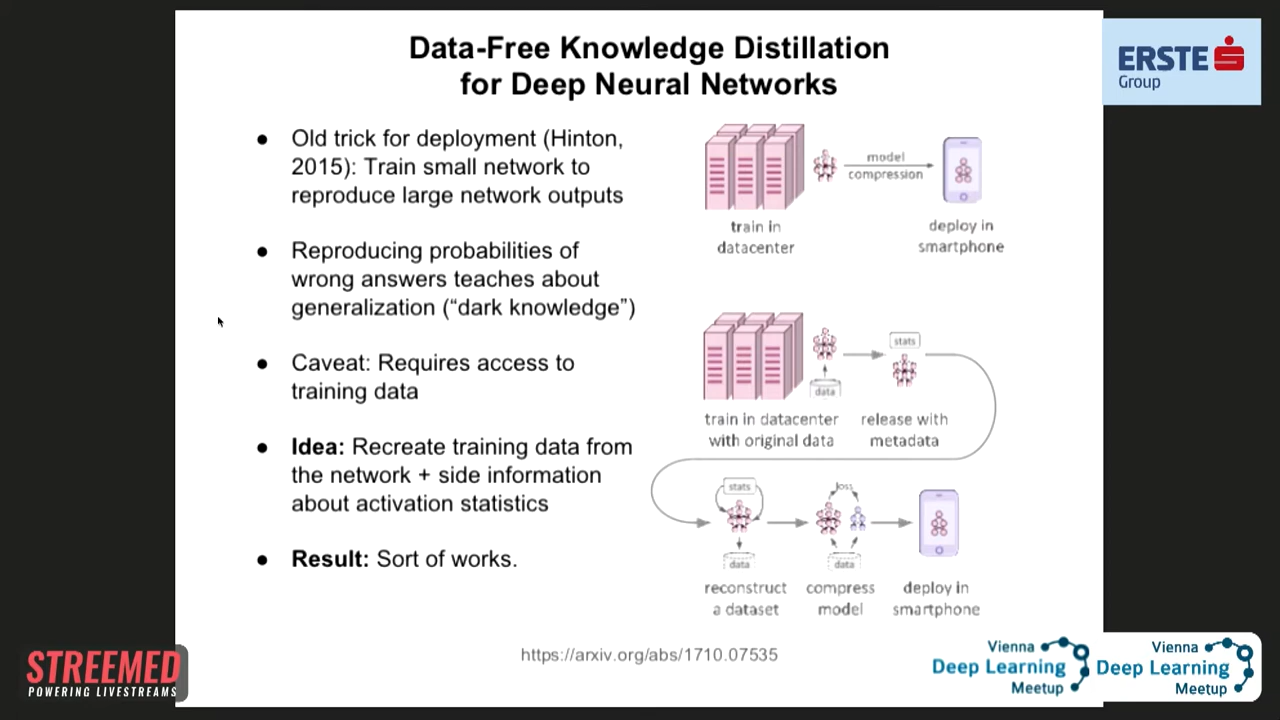 Data-Free Knowledge Distillation
for Deep Neural Networks
● Old trick for deployment (Hinton,
2015): Train small network to
reproduce large network outputs
● Reproducing probabilities of
wrong answers teaches about
generalization (“dark knowledge”)
● Caveat: Requires access to
training data
● Idea: Recreate training data from
the network + side information
about activation statistics
● Result: Sort of works.
model
compression
train in
datacenter
deploy in
smartphone
stats
data
train in datacenter
with original data
release with
metadata
stats
loss
data
data
reconstruct
a dataset
compress
model
deploy in
smartphone
https://arxiv.org/abs/1710.07535
ERSTE
Group
STREEMED
POWERING LIVESTREAMS
Vienna
Deep Learning
Meetup
Vienna
Deep Learning
Meetup